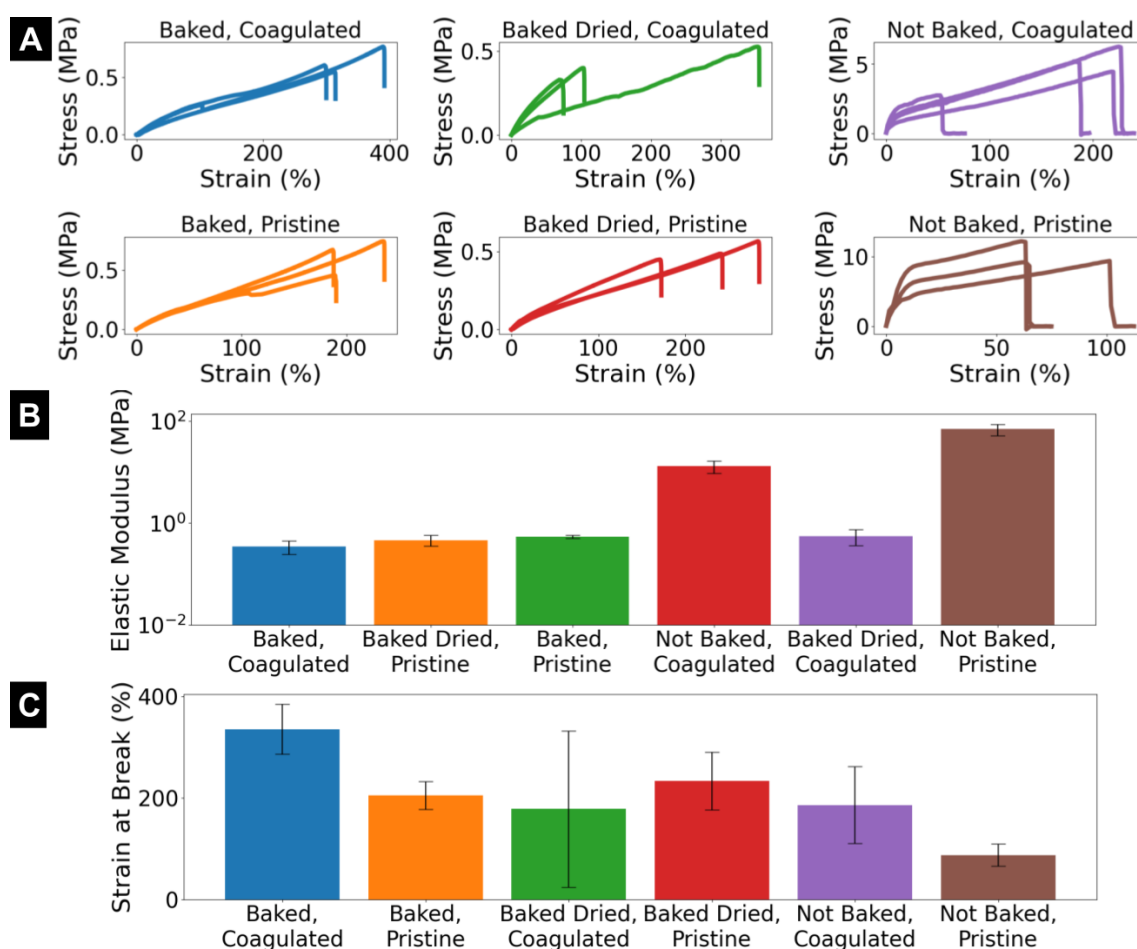 A
Baked, Coagulated
Stress (MPa)
0.5
0.0
0
200
400
Strain (%)
Baked Dried, Coagulated
Stress (MPa)
0.5
0.0
0
100
200
300
Strain (%)
Not Baked, Coagulated
Stress (MPa)
5
0
0
100
200
Strain (%)
Baked, Pristine
Stress (MPa)
0.5
0.0
0
100
200
Strain (%)
Baked Dried, Pristine
Stress (MPa)
0.5
0.0
0
100
200
Strain (%)
Not Baked, Pristine
Stress (MPa)
10
0
0
50
100
Strain (%)
B
Elastic Modulus (MPa)
10²
10⁰
10⁻²
Baked,
Coagulated
Baked Dried,
Pristine
Baked,
Pristine
Not Baked,
Coagulated
Baked Dried,
Coagulated
Not Baked,
Pristine
C
Strain at Break (%)
400
200
0
Baked,
Coagulated
Baked,
Pristine
Baked Dried,
Coagulated
Baked Dried,
Pristine
Not Baked,
Coagulated
Not Baked,
Pristine